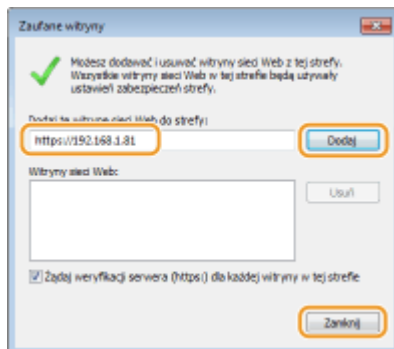 Zaufane witryny
Możesz dodawać i usuwać witryny sieci Web z tej strefy.
Wszystkie witryny sieci Web w tej strefie będą używały
ustawień zabezpieczeń strefy.
Dodaj tę witrynę sieci Web do strefy:
https://192.168.1.81
Dodaj
Witryny sieci Web:
Usuń
Żądaj weryfikacji serwera (https:) dla każdej witryny w tej strefie
Zamknij